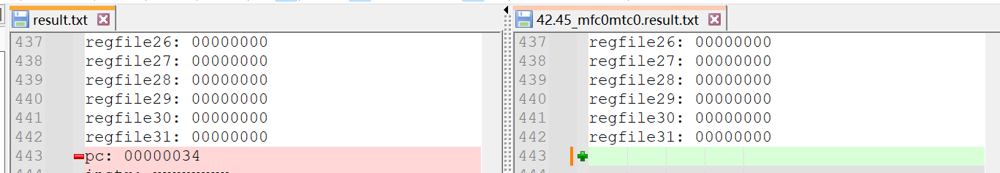 result.txt
42.45_mfc0mtc0.result.txt
437 regfile26: 00000000
438 regfile27: 00000000
439 regfile28: 00000000
440 regfile29: 00000000
441 regfile30: 00000000
442 regfile31: 00000000
443 pc: 00000034
437 regfile26: 00000000
438 regfile27: 00000000
439 regfile28: 00000000
440 regfile29: 00000000
441 regfile30: 00000000
442 regfile31: 00000000
443